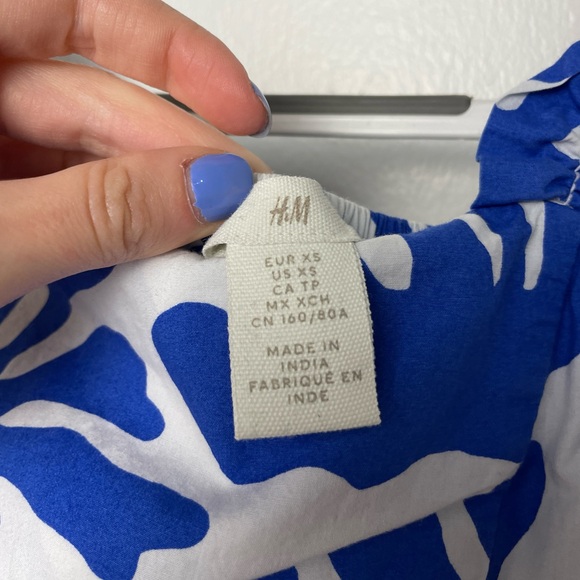 H&M
EUR XS
US XS
CA TP
MX XCH
CN 160/80A
MADE IN
INDIA
FABRIQUÉ EN
INDE